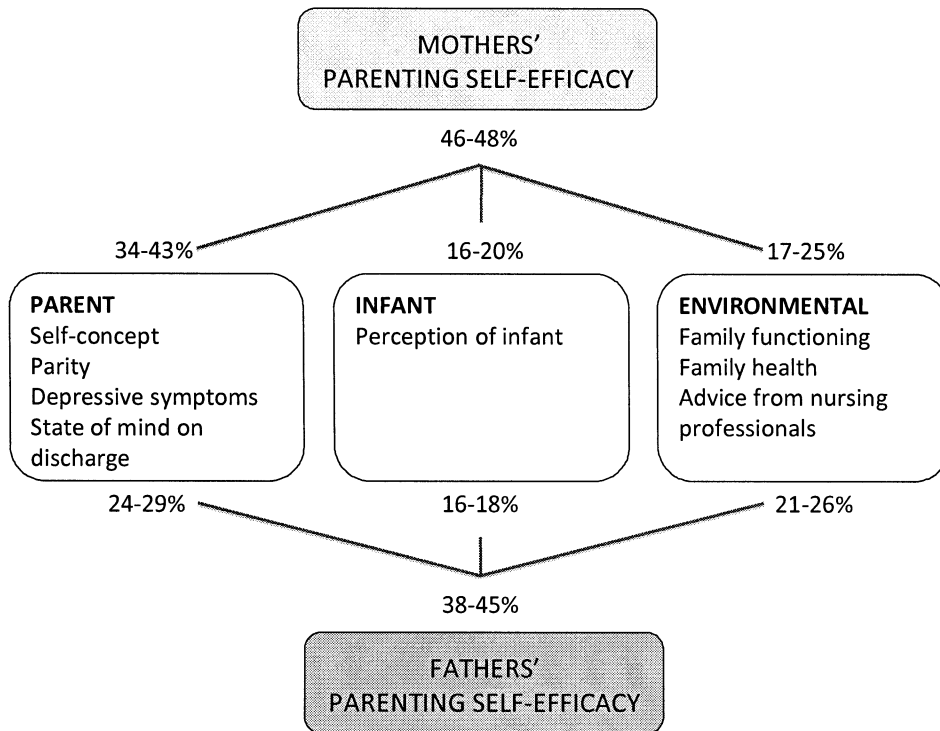 MOTHERS'
PARENTING SELF-EFFICACY
46-48%
34-43%
16-20%
17-25%
PARENT
Self-concept
Parity
Depressive symptoms
State of mind on
discharge
INFANT
Perception of infant
ENVIRONMENTAL
Family functioning
Family health
Advice from nursing
professionals
24-29%
16-18%
21-26%
38-45%
FATHERS'
PARENTING SELF-EFFICACY